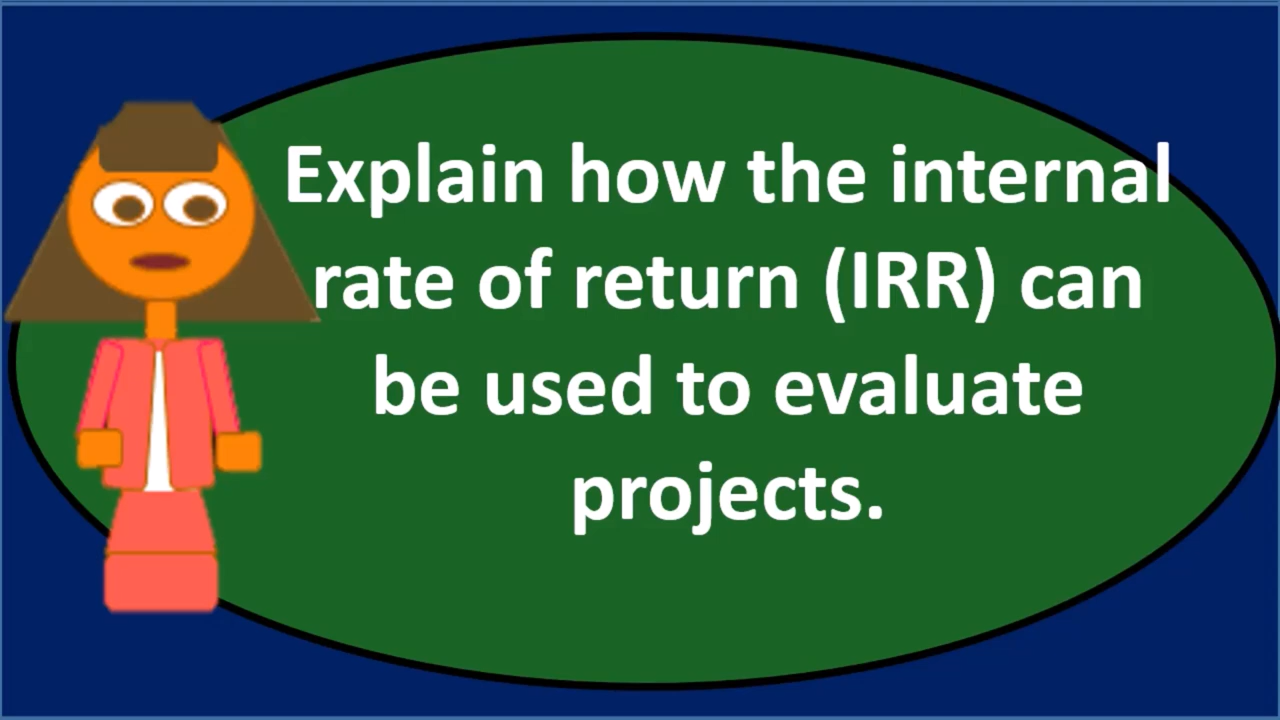 Explain how the internal
rate of return (IRR) can
be used to evaluate
projects.